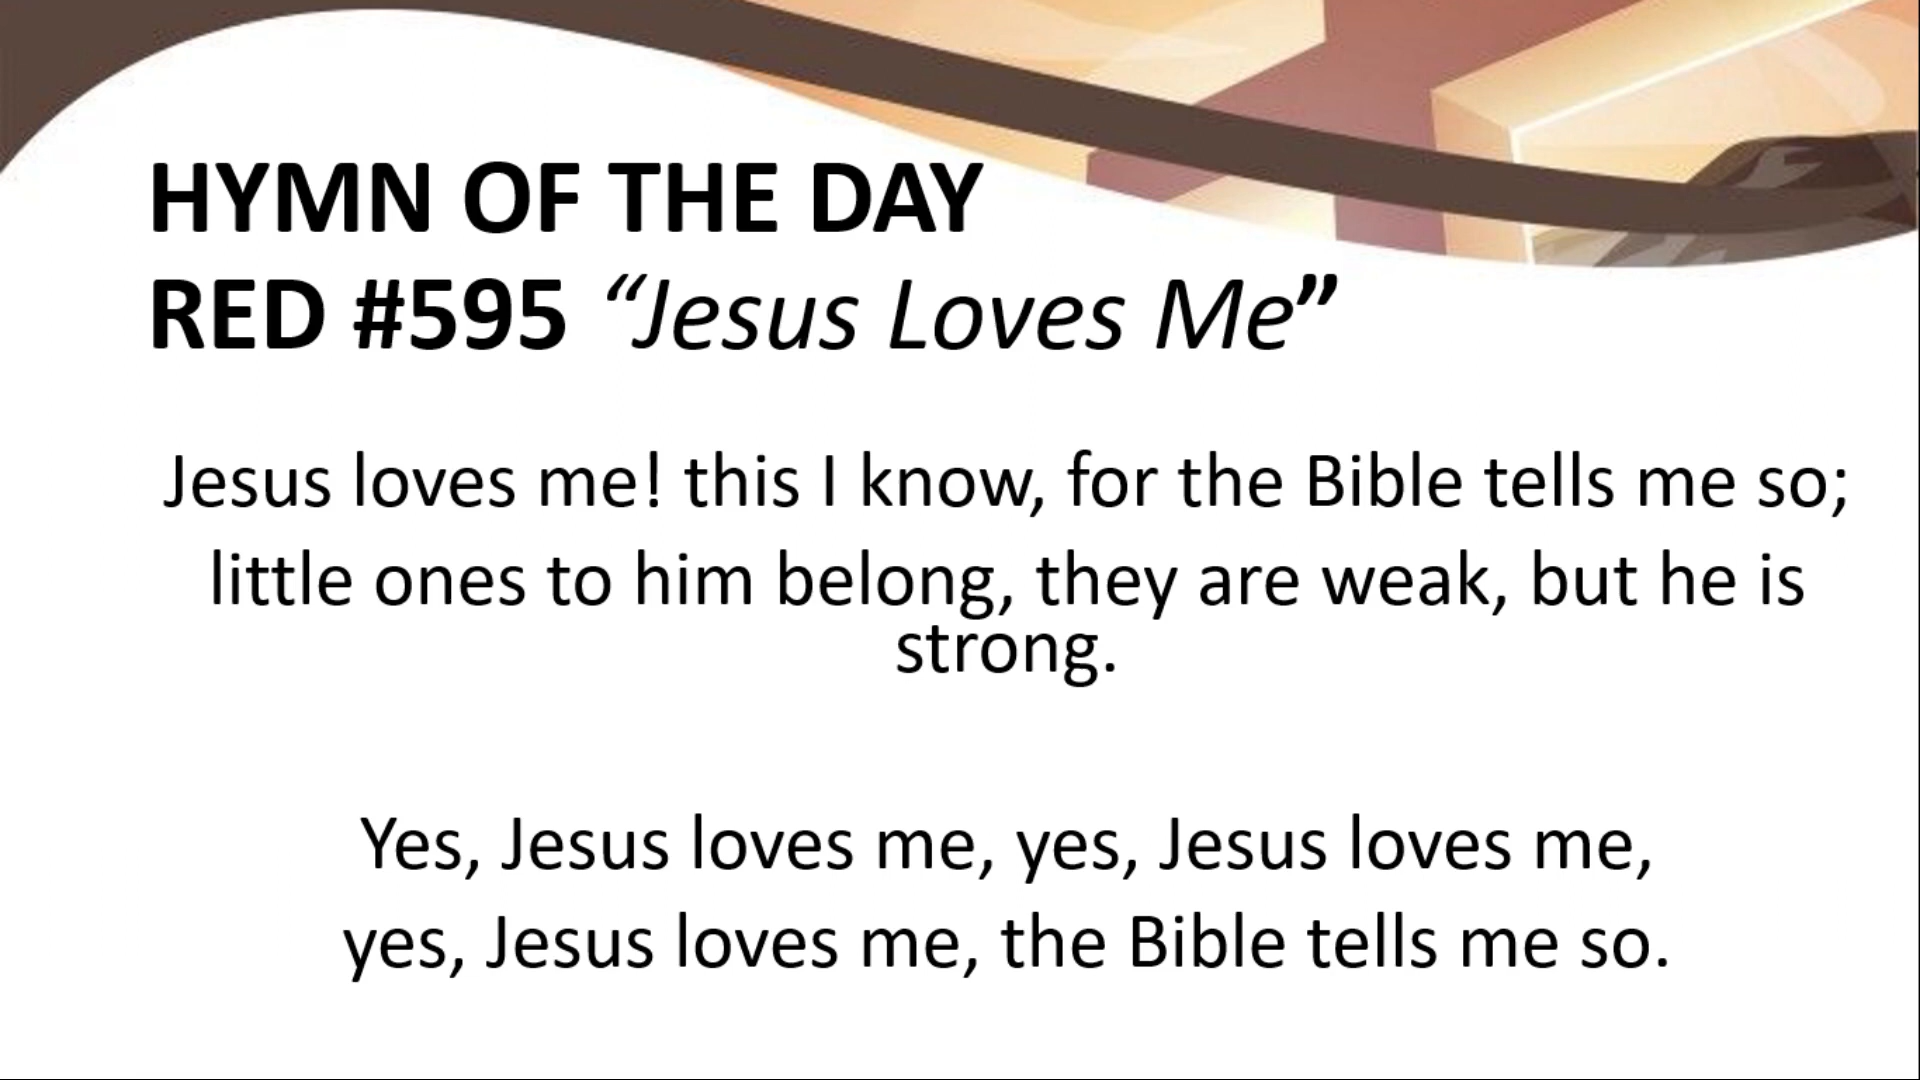 HYMN OF THE DAY
RED #595 “Jesus Loves Me”
Jesus loves me! this I know, for the Bible tells me so;
little ones to him belong, they are weak, but he is
strong.
Yes, Jesus loves me, yes, Jesus loves me,
yes, Jesus loves me, the Bible tells me so.